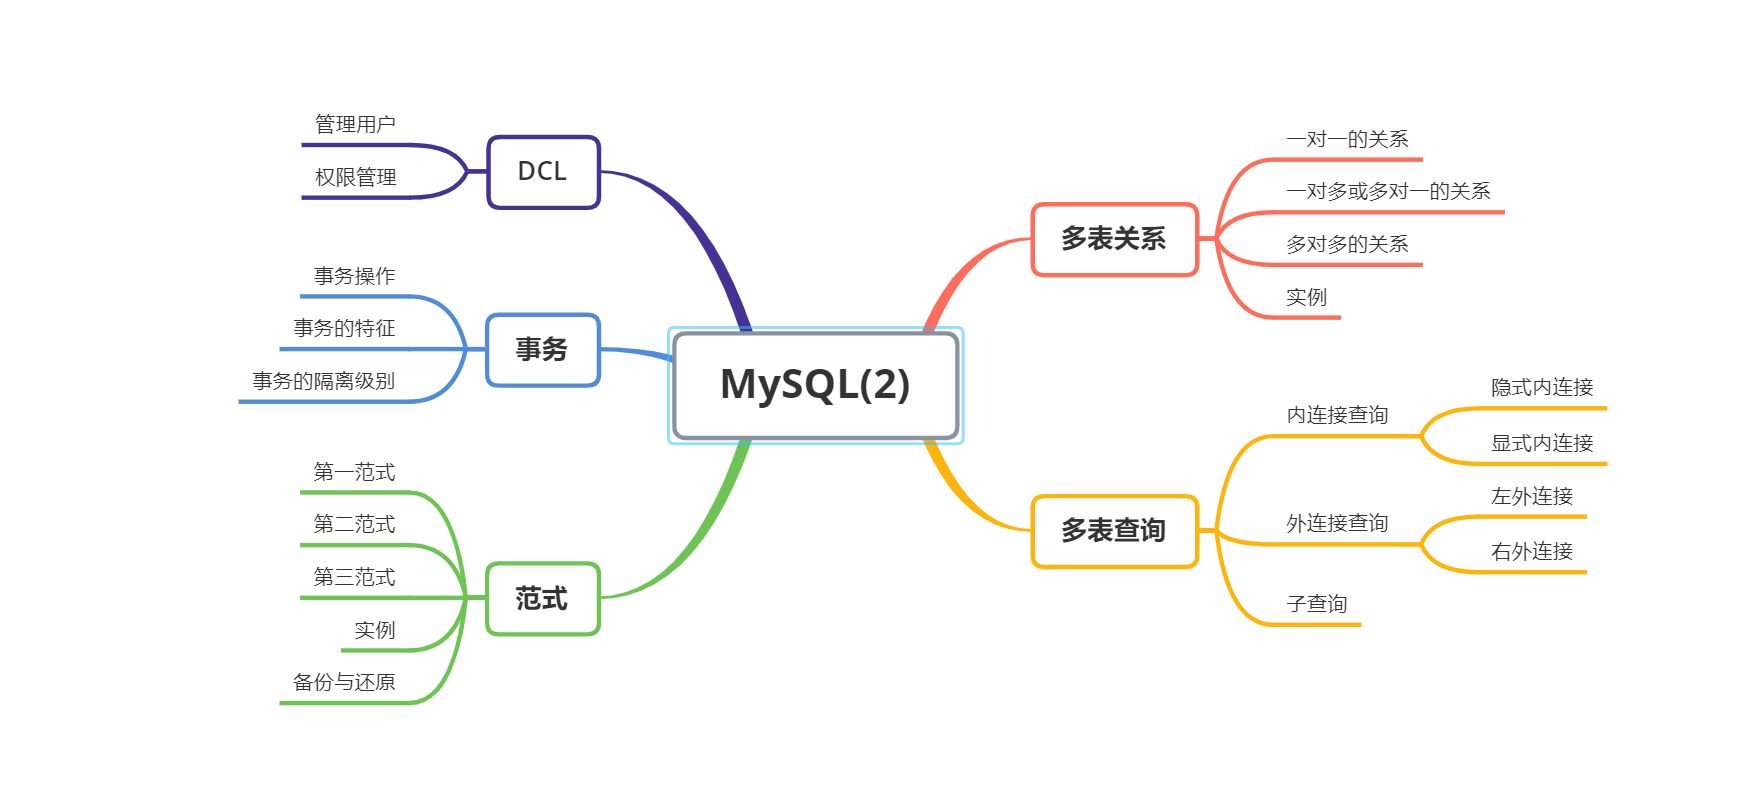 MySQL(2)
多表关系
一对一的关系
一对多或多对一的关系
多对多的关系
实例
多表查询
内连接查询
隐式内连接
显式内连接
外连接查询
左外连接
右外连接
子查询
DCL
管理用户
权限管理
事务
事务操作
事务的特征
事务的隔离级别
范式
第一范式
第二范式
第三范式
实例
备份与还原